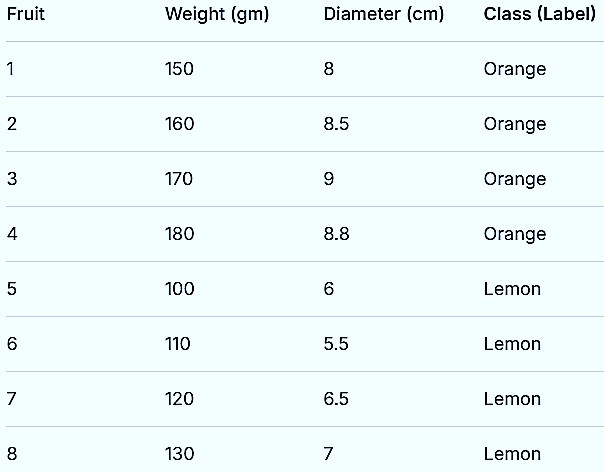 Fruit Weight (gm) Diameter (cm) Class (Label)
1 150 8 Orange
2 160 8.5 Orange
3 170 9 Orange
4 180 8.8 Orange
5 100 6 Lemon
6 110 5.5 Lemon
7 120 6.5 Lemon
8 130 7 Lemon